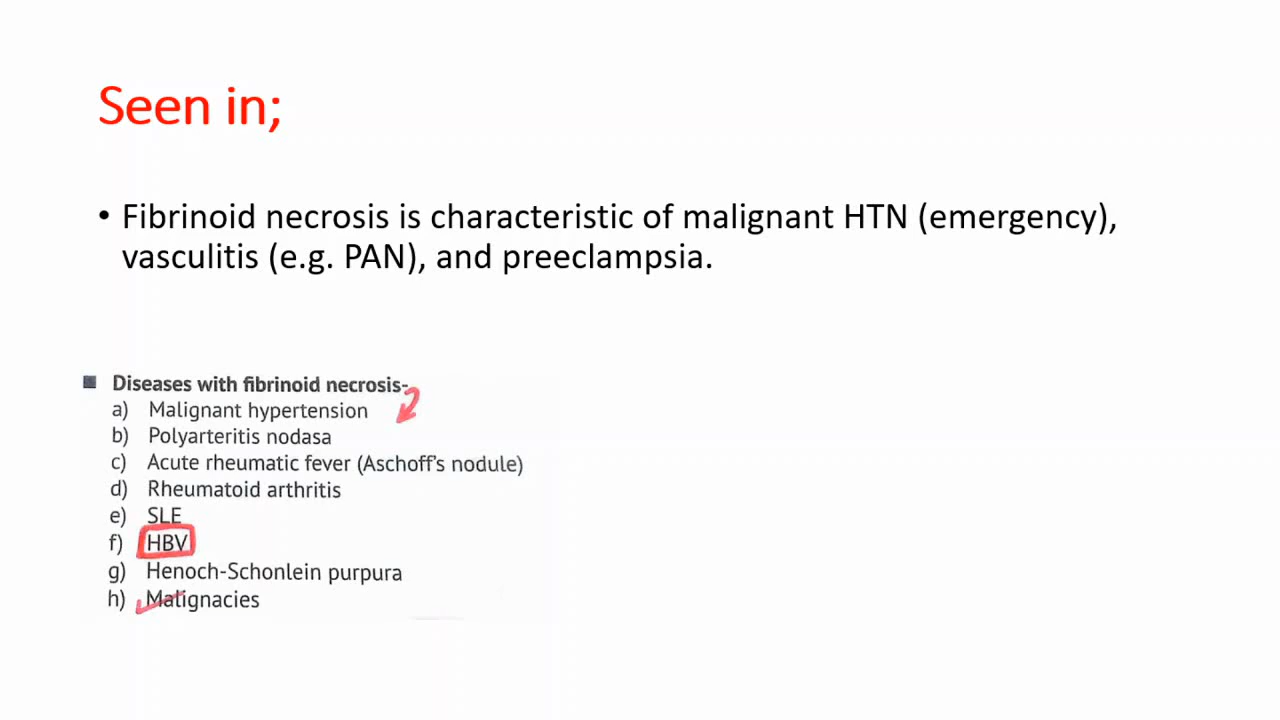 Seen in;
• Fibrinoid necrosis is characteristic of malignant HTN (emergency),
vasculitis (e.g. PAN), and preeclampsia.
■ Diseases with fibrinoid necrosis-
a) Malignant hypertension
b) Polyarteritis nodasa
c) Acute rheumatic fever (Aschoff's nodule)
d) Rheumatoid arthritis
e) SLE
f) HBV
g) Henoch-Schonlein purpura
h) Malignacies